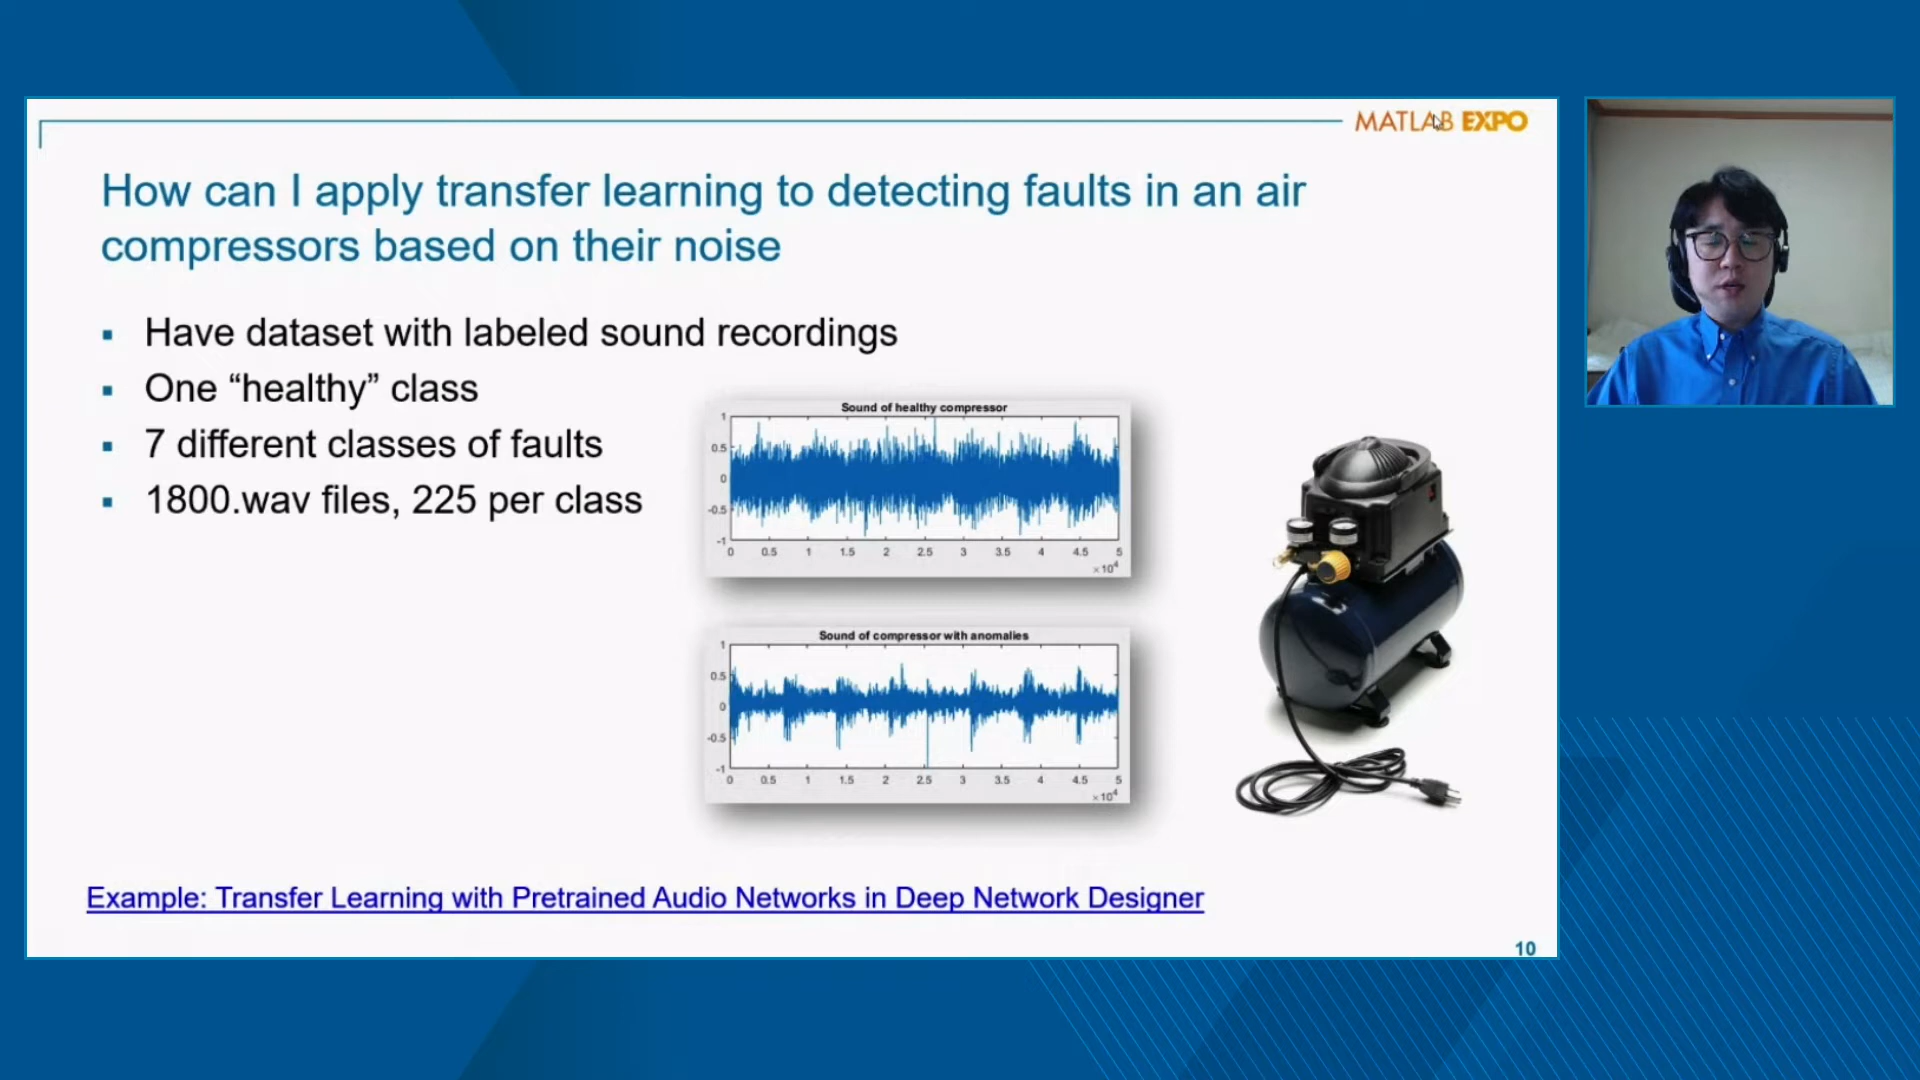 MATLAB EXPO
How can I apply transfer learning to detecting faults in an air
compressors based on their noise
Have dataset with labeled sound recordings
One “healthy” class
7 different classes of faults
1800.wav files, 225 per class
Sound of healthy compressor
1
0.5
0
-0.5
-1
0 0.5 1 1.5 2 2.5 3 3.5 4 4.5 5
×10⁴
Sound of compressor with anomalies
1
0.5
0
-0.5
-1
0 0.5 1 1.5 2 2.5 3 3.5 4 4.5 5
×10⁴
Example: Transfer Learning with Pretrained Audio Networks in Deep Network Designer
10